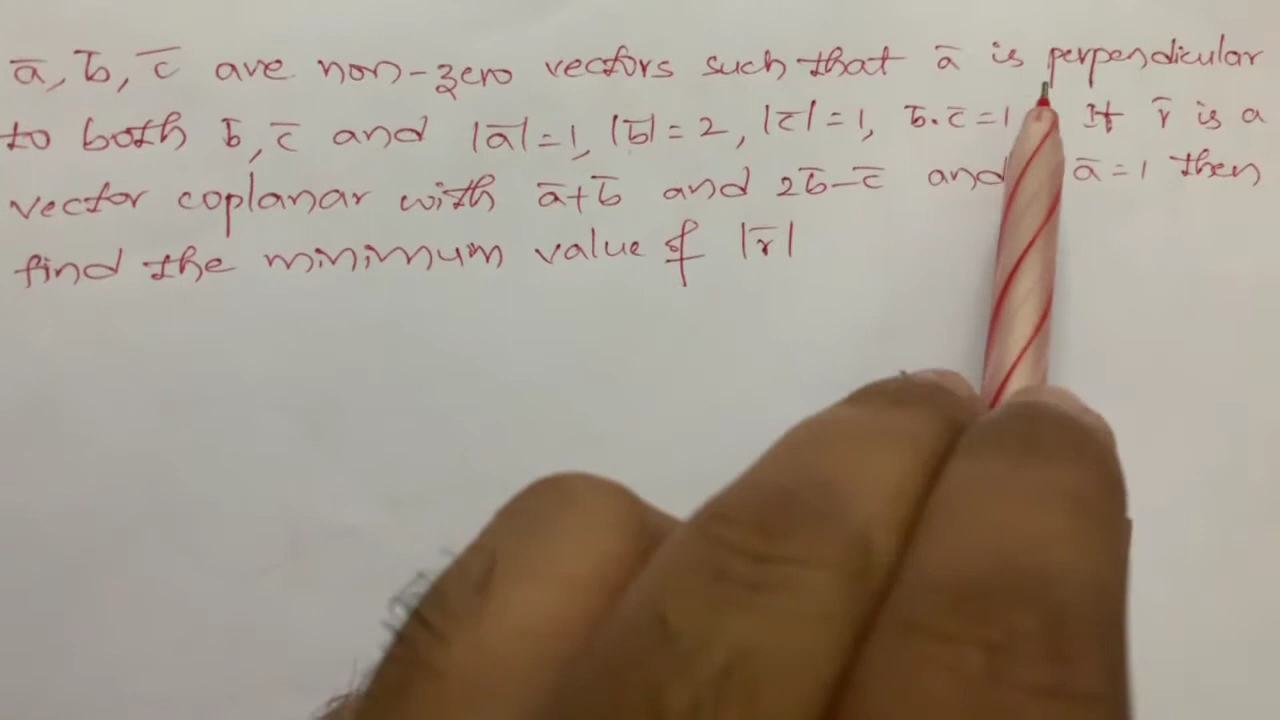 a̅, b̅, c̅ are non-zero vectors such that a̅ is perpendicular
to both b̅, c̅ and |a̅|=1, |b̅|=2, |c̅|=1, b̅.c̅=1 If r̅ is a
vector coplanar with a̅+b̅ and 2b̅-c̅ and a̅=1 then
find the minimum value of |r̅|